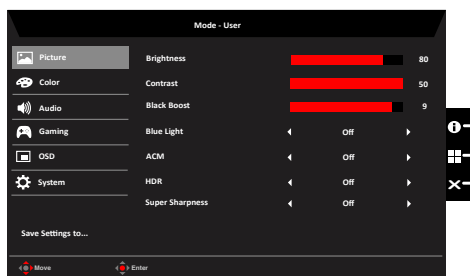 Mode - User
Picture
Color
Audio
Gaming
OSD
System
Save Settings to...
Brightness 80
Contrast 50
Black Boost 9
Blue Light Off
ACM Off
HDR Off
Super Sharpness Off
Move Enter